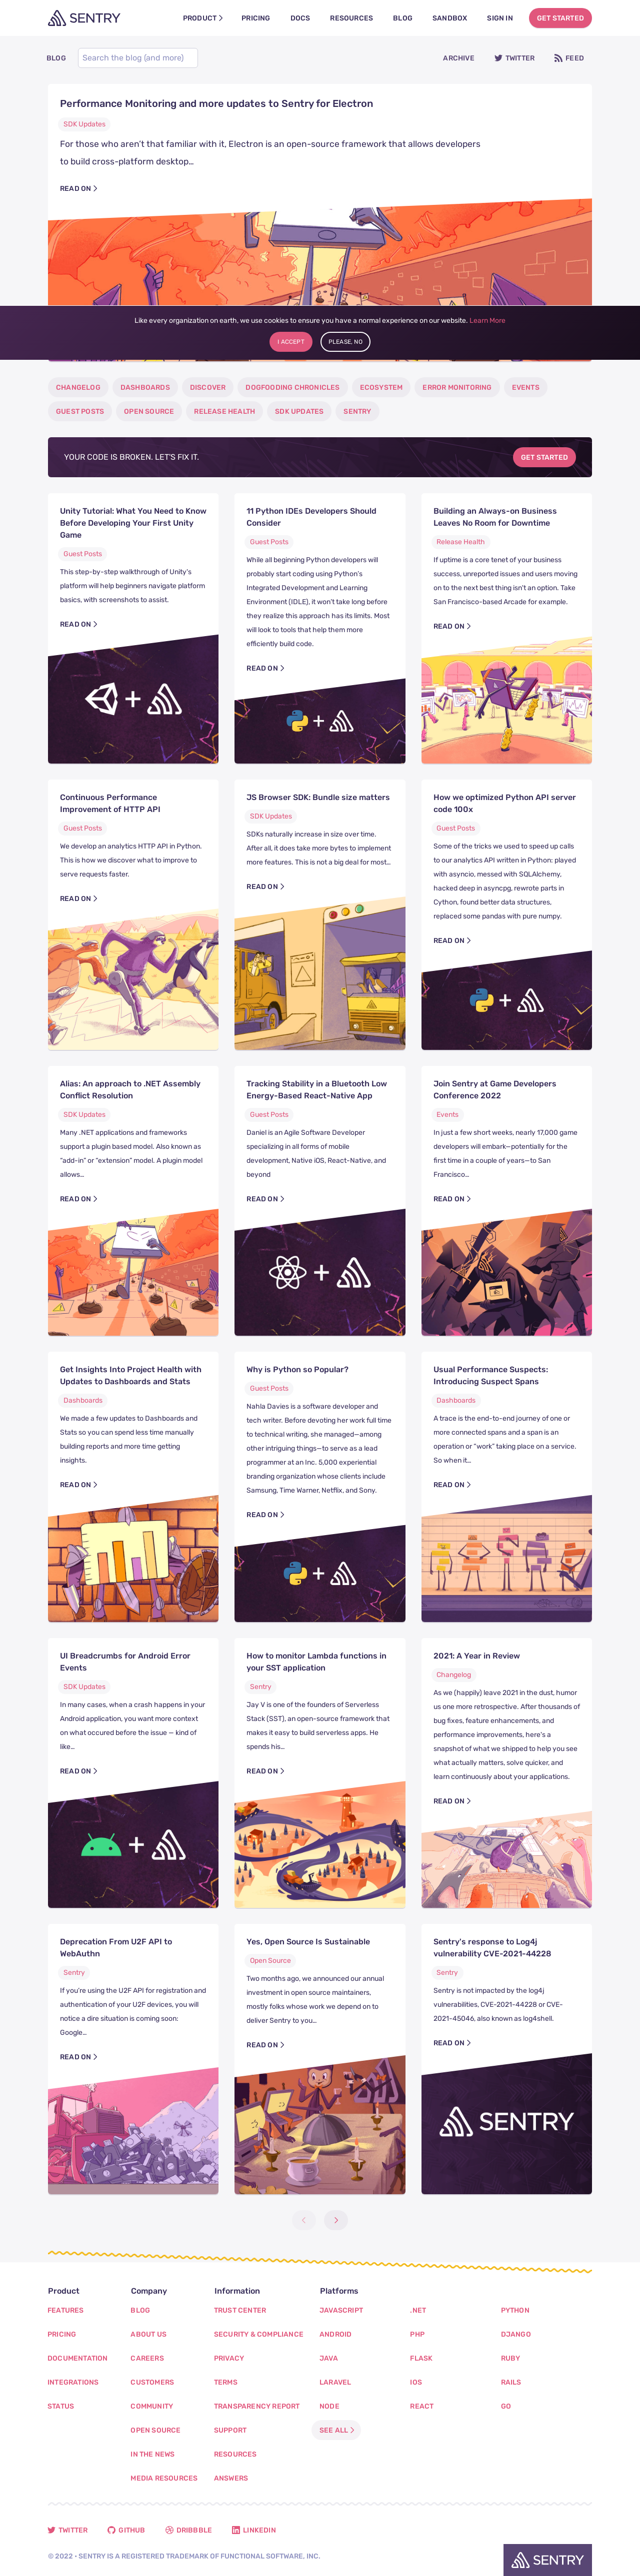 SENTRY
PRODUCT
PRICING
DOCS
RESOURCES
BLOG
SANDBOX
SIGN IN
GET STARTED
BLOG
Search the blog (and more)
ARCHIVE
TWITTER
FEED
Performance Monitoring and more updates to Sentry for Electron
SDK Updates
For those who aren't that familiar with it, Electron is an open-source framework that allows developers
to build cross-platform desktop…
READ ON
Like every organization on earth, we use cookies to ensure you have a normal experience on our website. Learn More
I ACCEPT
PLEASE, NO
CHANGELOG
DASHBOARDS
DISCOVER
DOGFOODING CHRONICLES
ECOSYSTEM
ERROR MONITORING
EVENTS
GUEST POSTS
OPEN SOURCE
RELEASE HEALTH
SDK UPDATES
SENTRY
YOUR CODE IS BROKEN. LET'S FIX IT.
GET STARTED
Unity Tutorial: What You Need to Know
Before Developing Your First Unity
Game
Guest Posts
This step-by-step walkthrough of Unity's
platform will help beginners navigate platform
basics, with screenshots to assist.
READ ON
11 Python IDEs Developers Should
Consider
Guest Posts
While all beginning Python developers will
probably start coding using Python's
Integrated Development and Learning
Environment (IDLE), it won't take long before
they realize this approach has its limits. Most
will look to tools that help them more
efficiently build code.
READ ON
Building an Always-on Business
Leaves No Room for Downtime
Release Health
If uptime is a core tenet of your business
success, unreported issues and users moving
on to the next best thing isn't an option. Take
San Francisco-based Arcade for example.
READ ON
Continuous Performance
Improvement of HTTP API
Guest Posts
We develop an analytics HTTP API in Python.
This is how we discover what to improve to
serve requests faster.
READ ON
JS Browser SDK: Bundle size matters
SDK Updates
SDKs naturally increase in size over time.
After all, it does take more bytes to implement
more features. This is not a big deal for most…
READ ON
How we optimized Python API server
code 100x
Guest Posts
Some of the tricks we used to speed up calls
to our analytics API written in Python: played
with asyncio, messed with SQLAlchemy,
hacked deep in asyncpg, rewrote parts in
Cython, found better data structures,
replaced some pandas with pure numpy.
READ ON
Alias: An approach to .NET Assembly
Conflict Resolution
SDK Updates
Many .NET applications and frameworks
support a plugin based model. Also known as
"add-in" or "extension" model. A plugin model
allows…
READ ON
Tracking Stability in a Bluetooth Low
Energy-Based React-Native App
Guest Posts
Daniel is an Agile Software Developer
specializing in all forms of mobile
development, Native iOS, React-Native, and
beyond
READ ON
Join Sentry at Game Developers
Conference 2022
Events
In just a few short weeks, nearly 17,000 game
developers will embark—potentially for the
first time in a couple of years—to San
Francisco…
READ ON
Get Insights Into Project Health with
Updates to Dashboards and Stats
Dashboards
We made a few updates to Dashboards and
Stats so you can spend less time manually
building reports and more time getting
insights.
READ ON
Why is Python so Popular?
Guest Posts
Nahla Davies is a software developer and
tech writer. Before devoting her work full time
to technical writing, she managed—among
other intriguing things—to serve as a lead
programmer at an Inc. 5,000 experiential
branding organization whose clients include
Samsung, Time Warner, Netflix, and Sony.
READ ON
Usual Performance Suspects:
Introducing Suspect Spans
Dashboards
A trace is the end-to-end journey of one or
more connected spans and a span is an
operation or "work" taking place on a service.
So when it…
READ ON
UI Breadcrumbs for Android Error
Events
SDK Updates
In many cases, when a crash happens in your
Android application, you want more context
on what occured before the issue — kind of
like…
READ ON
How to monitor Lambda functions in
your SST application
Sentry
Jay V is one of the founders of Serverless
Stack (SST), an open-source framework that
makes it easy to build serverless apps. He
spends his…
READ ON
2021: A Year in Review
Changelog
As we (happily) leave 2021 in the dust, humor
us one more retrospective. After thousands of
bug fixes, feature enhancements, and
performance improvements, here's a
snapshot of what we shipped to help you see
what actually matters, solve quicker, and
learn continuously about your applications.
READ ON
Deprecation From U2F API to
WebAuthn
Sentry
If you're using the U2F API for registration and
authentication of your U2F devices, you will
notice a dire situation is coming soon:
Google…
READ ON
Yes, Open Source Is Sustainable
Open Source
Two months ago, we announced our annual
investment in open source maintainers,
mostly folks whose work we depend on to
deliver Sentry to you…
READ ON
Sentry's response to Log4j
vulnerability CVE-2021-44228
Sentry
Sentry is not impacted by the log4j
vulnerabilities, CVE-2021-44228 or CVE-
2021-45046, also known as log4shell.
READ ON
SENTRY
Product
FEATURES
PRICING
DOCUMENTATION
INTEGRATIONS
STATUS
Company
BLOG
ABOUT US
CAREERS
CUSTOMERS
COMMUNITY
OPEN SOURCE
IN THE NEWS
MEDIA RESOURCES
Information
TRUST CENTER
SECURITY & COMPLIANCE
PRIVACY
TERMS
TRANSPARENCY REPORT
SUPPORT
RESOURCES
ANSWERS
Platforms
JAVASCRIPT
ANDROID
JAVA
LARAVEL
NODE
SEE ALL
.NET
PHP
FLASK
IOS
REACT
PYTHON
DJANGO
RUBY
RAILS
GO
TWITTER
GITHUB
DRIBBBLE
LINKEDIN
© 2022 • SENTRY IS A REGISTERED TRADEMARK OF FUNCTIONAL SOFTWARE, INC.
SENTRY